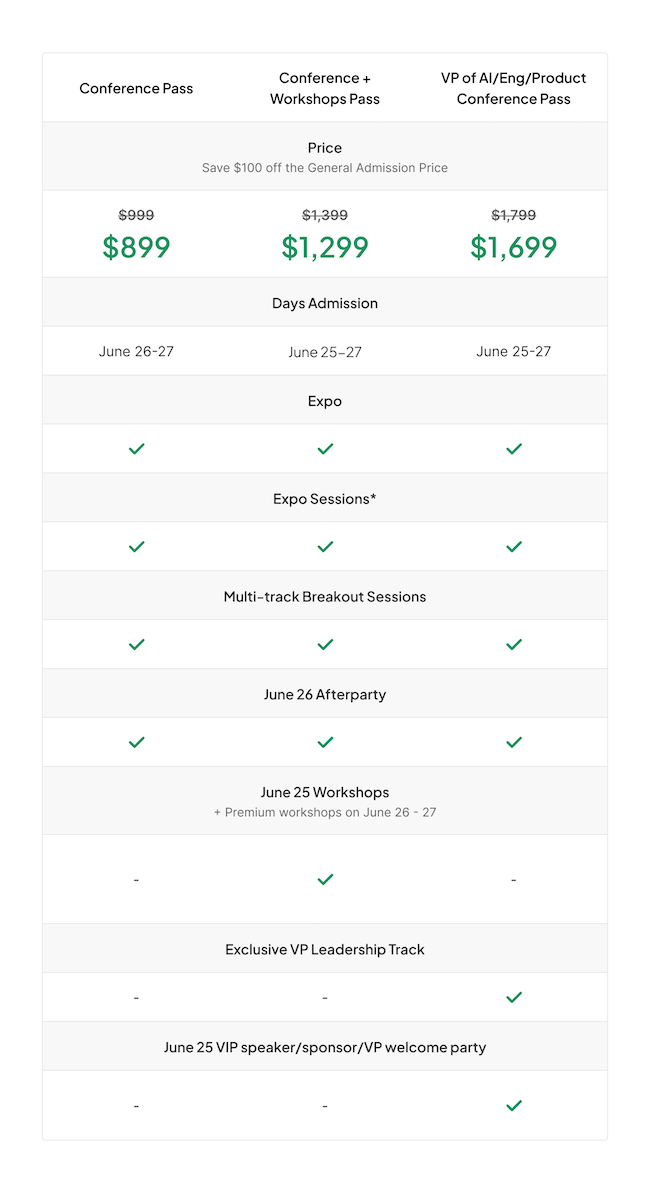 Conference Pass
Conference +
Workshops Pass
VP of AI/Eng/Product
Conference Pass
Price
Save $100 off the General Admission Price
$999
$1,399
$1,799
$899
$1,299
$1,699
Days Admission
June 26-27
June 25–27
June 25-27
Expo
Expo Sessions*
Multi-track Breakout Sessions
June 26 Afterparty
June 25 Workshops
+ Premium workshops on June 26 - 27
-
-
Exclusive VP Leadership Track
-
-
June 25 VIP speaker/sponsor/VP welcome party
-
-